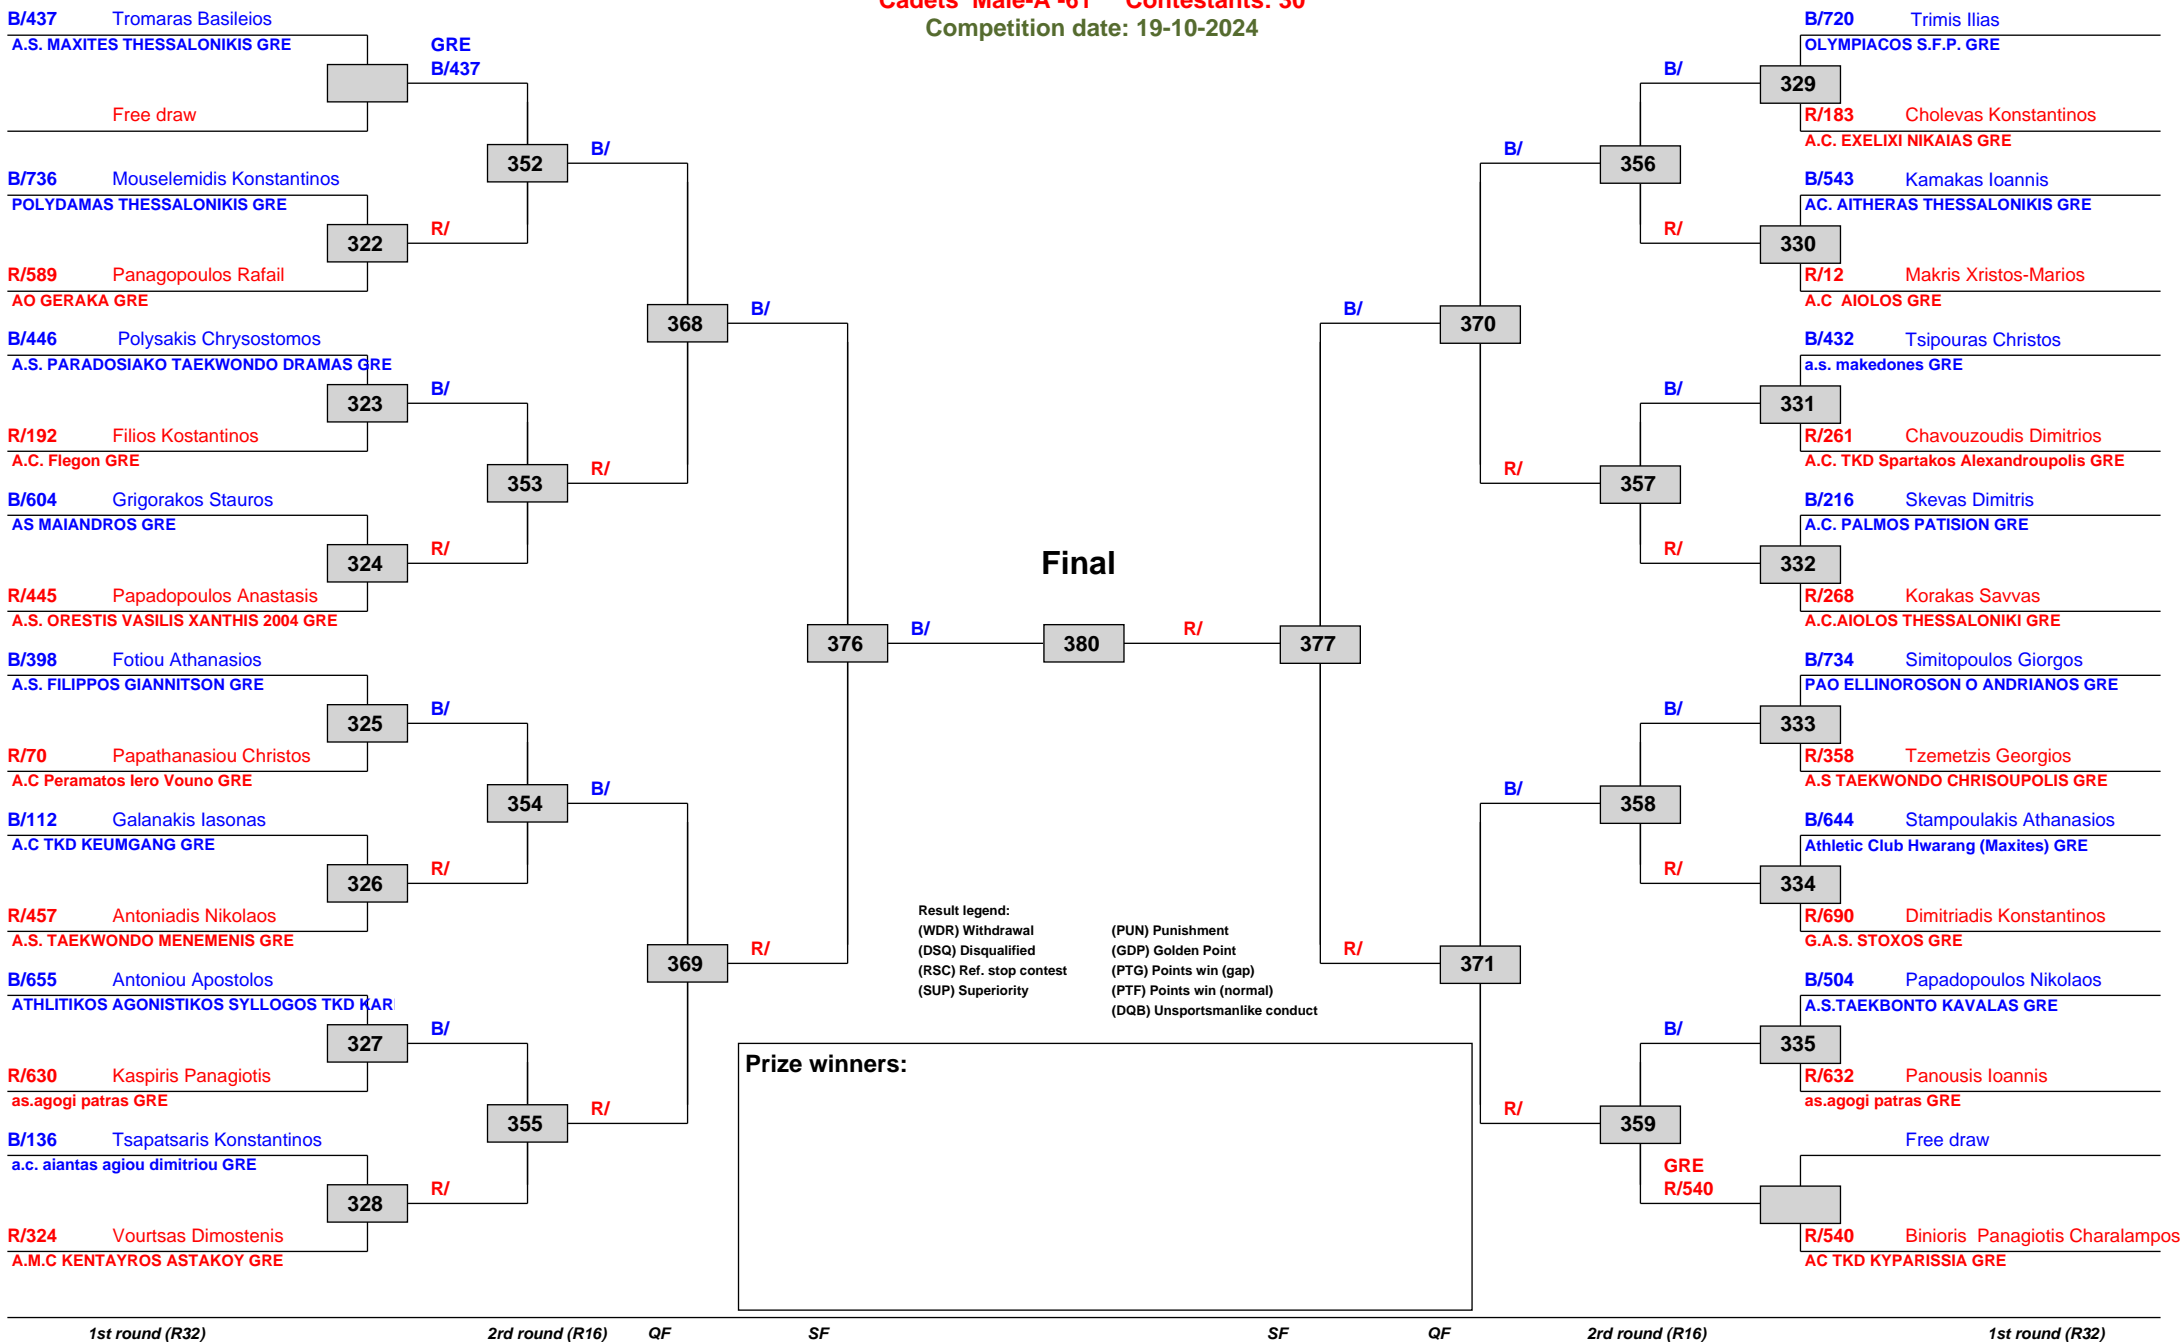 Cadets Male-A -61 Contestants: 30
Competition date: 19-10-2024
B/437 Tromaras Basileios
A.S. MAXITES THESSALONIKIS GRE
GRE
B/437
Free draw
352
B/
B/736 Mouselemidis Konstantinos
POLYDAMAS THESSALONIKIS GRE
322
R/
R/589 Panagopoulos Rafail
AO GERAKA GRE
368
B/
B/446 Polysakis Chrysostomos
A.S. PARADOSIAKO TAEKWONDO DRAMAS GRE
323
B/
R/192 Filios Kostantinos
A.C. Flegon GRE
353
R/
B/604 Grigorakos Stauros
AS MAIANDROS GRE
324
R/
R/445 Papadopoulos Anastasis
A.S. ORESTIS VASILIS XANTHIS 2004 GRE
376
B/
B/398 Fotiou Athanasios
A.S. FILIPPOS GIANNITSON GRE
325
B/
R/70 Papathanasiou Christos
A.C Peramatos Iero Vouno GRE
354
B/
B/112 Galanakis Iasonas
A.C TKD KEUMGANG GRE
326
R/
R/457 Antoniadis Nikolaos
A.S. TAEKWONDO MENEMENIS GRE
369
R/
B/655 Antoniou Apostolos
ATHLITIKOS AGONISTIKOS SYLLOGOS TKD
327
B/
R/630 Kaspiris Panagiotis
as.agogi patras GRE
355
R/
B/136 Tsapatsaris Konstantinos
a.c. aiantas agiou dimitriou GRE
328
R/
R/324 Vourtsas Dimostenis
A.M.C KENTAYROS ASTAKOY GRE
Final
380
R/
377
B/720 Trimis Ilias
OLYMPIACOS S.F.P. GRE
B/
329
R/183 Cholevas Konstantinos
A.C. EXELIXI NIKAIAS GRE
B/
356
B/543 Kamakas Ioannis
AC. AITHERAS THESSALONIKIS GRE
R/
330
R/12 Makris Xristos-Marios
A.C AIOLOS GRE
B/
370
B/432 Tsipouras Christos
a.s. makedones GRE
B/
331
R/261 Chavouzoudis Dimitrios
A.C. TKD Spartakos Alexandroupolis GRE
R/
357
B/216 Skevas Dimitris
A.C. PALMOS PATISION GRE
R/
332
R/268 Korakas Savvas
A.C.AIOLOS THESSALONIKI GRE
B/734 Simitopoulos Giorgos
PAO ELLINOROSON O ANDRIANOS GRE
B/
333
R/358 Tzemetzis Georgios
A.S TAEKWONDO CHRISOUPOLIS GRE
B/
358
B/644 Stampoulakis Athanasios
Athletic Club Hwarang (Maxites) GRE
R/
334
R/690 Dimitriadis Konstantinos
G.A.S. STOXOS GRE
R/
371
B/504 Papadopoulos Nikolaos
A.S.TAEKBONTO KAVALAS GRE
B/
335
R/632 Panousis Ioannis
as.agogi patras GRE
R/
359
Free draw
GRE
R/540
R/540 Binioris Panagiotis Charalampos
AC TKD KYPARISSIA GRE
Result legend:
(WDR) Withdrawal (PUN) Punishment
(DSQ) Disqualified (GDP) Golden Point
(RSC) Ref. stop contest (PTG) Points win (gap)
(SUP) Superiority (PTF) Points win (normal)
(DQB) Unsportsmanlike conduct
Prize winners:
1st round (R32) 2rd round (R16) QF SF SF QF 2rd round (R16) 1st round (R32)